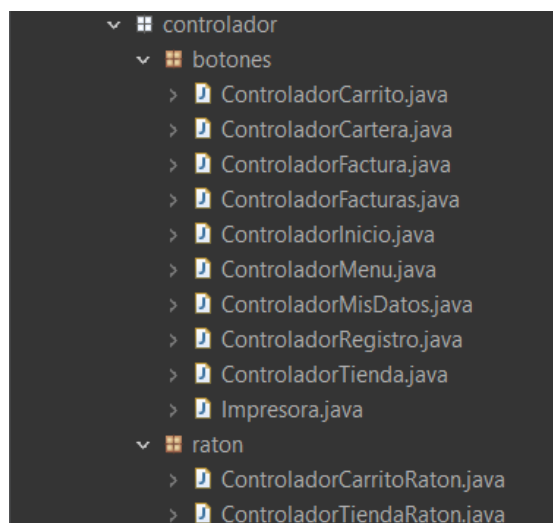 controlador
botones
ControladorCarrito.java
ControladorCartera.java
ControladorFactura.java
ControladorFacturas.java
ControladorInicio.java
ControladorMenu.java
ControladorMisDatos.java
ControladorRegistro.java
ControladorTienda.java
Impresora.java
raton
ControladorCarritoRaton.java
ControladorTiendaRaton.java